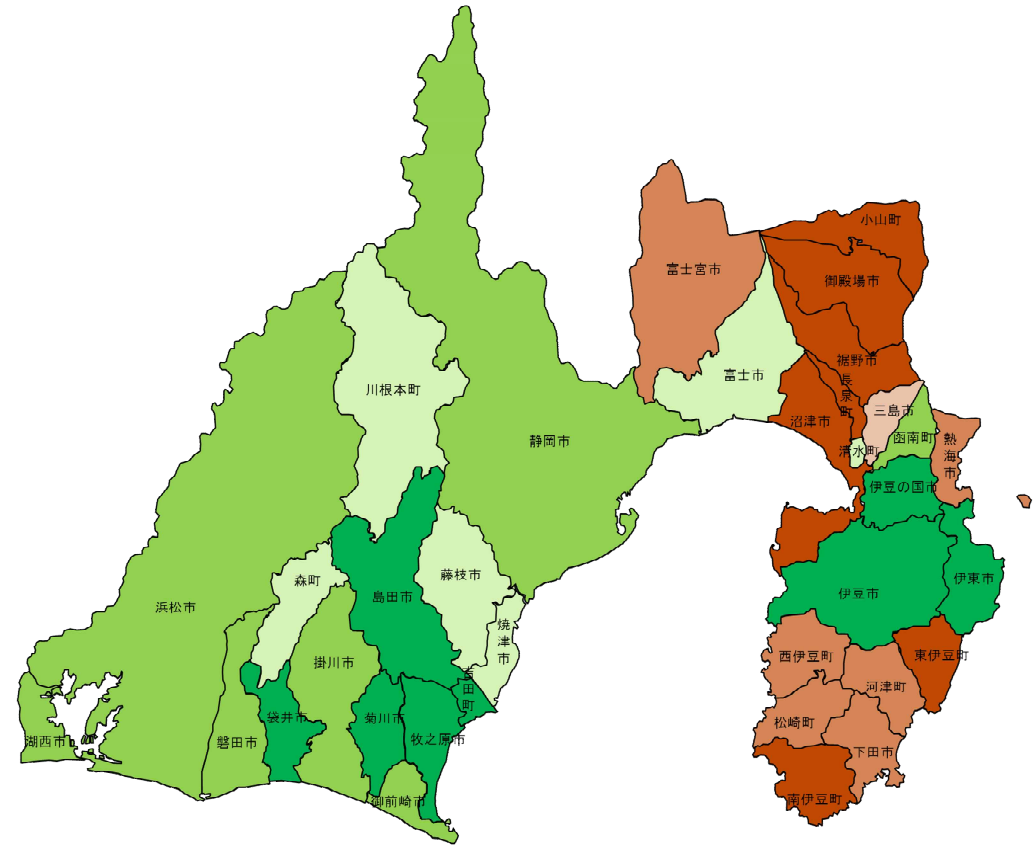 小山町
富士宮市
御殿場市
裾野市
富士市
長泉町
川根本町
三島市
沼津市
函南町
静岡市
熱海市
清水町
伊豆の国市
藤枝市
伊東市
森町
伊豆市
島田市
浜松市
焼津市
西伊豆町
東伊豆町
掛川市
河津町
吉田町
袋井市
菊川市
松崎町
湖西市
磐田市
牧之原市
下田市
御前崎市
南伊豆町